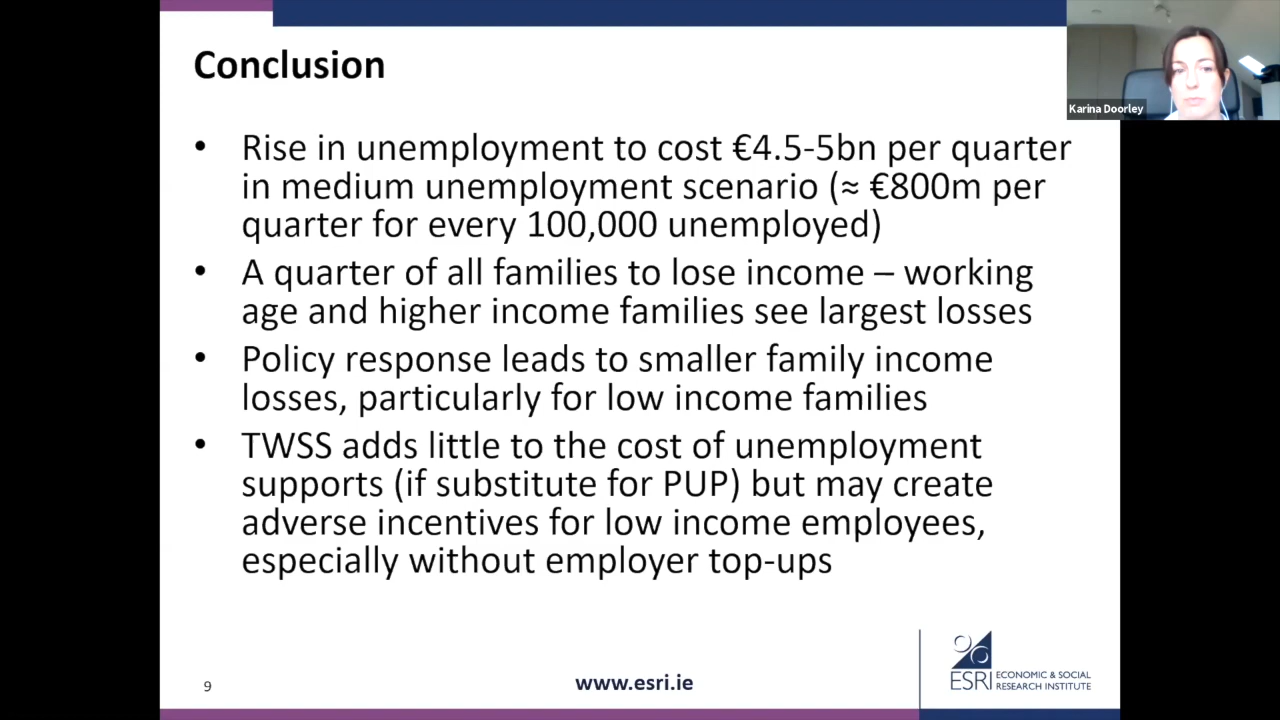 Conclusion
Karina Doorley
• Rise in unemployment to cost €4.5-5bn per quarter
in medium unemployment scenario (≈ €800m per
quarter for every 100,000 unemployed)
• A quarter of all families to lose income – working
age and higher income families see largest losses
• Policy response leads to smaller family income
losses, particularly for low income families
• TWSS adds little to the cost of unemployment
supports (if substitute for PUP) but may create
adverse incentives for low income employees,
especially without employer top-ups
9
www.esri.ie
ESRI
ECONOMIC & SOCIAL
RESEARCH INSTITUTE